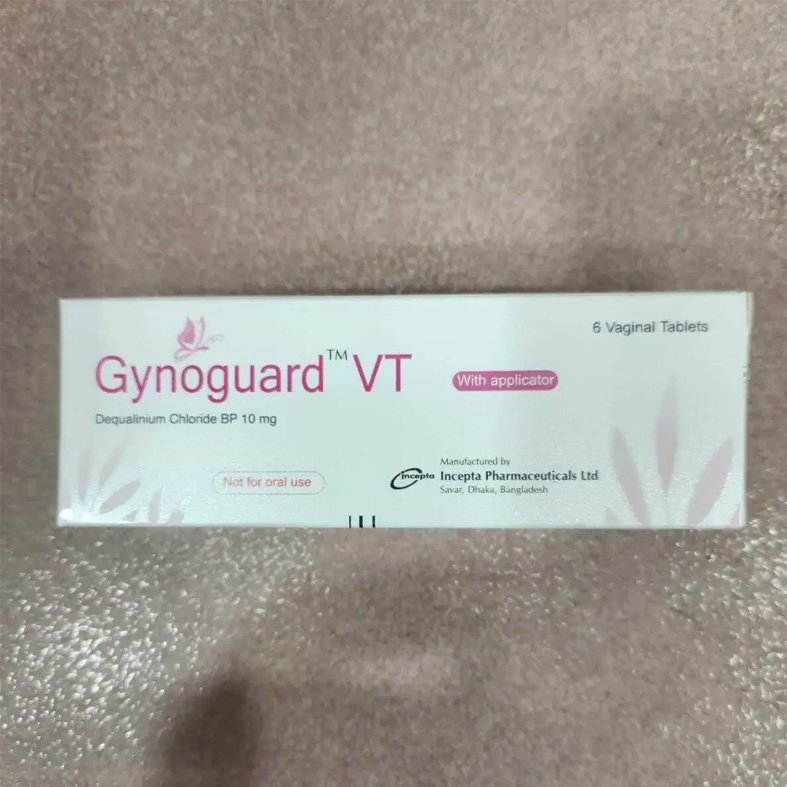 6 Vaginal Tablets
Gynoguard™ VT
With applicator
Dequalinium Chloride BP 10 mg
Not for oral use
Manufactured by
incepta Incepta Pharmaceuticals Ltd
Savar, Dhaka, Bangladesh